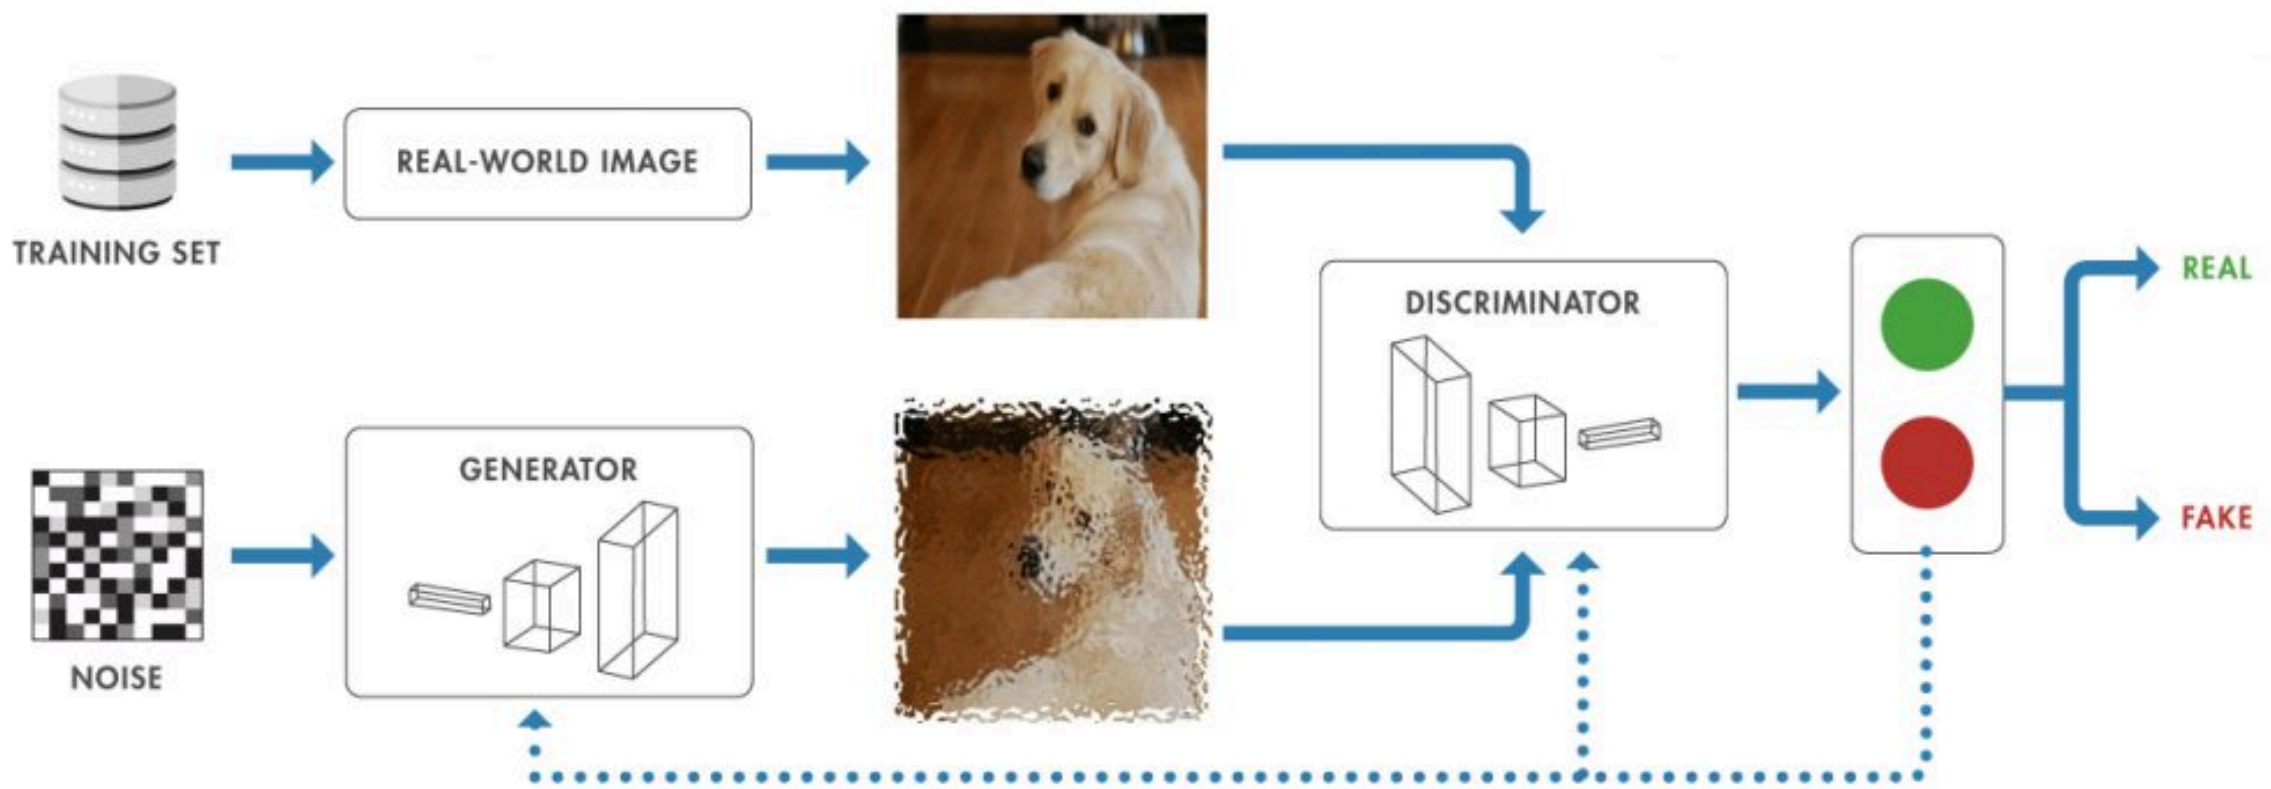 TRAINING SET
REAL-WORLD IMAGE
NOISE
GENERATOR
DISCRIMINATOR
REAL
FAKE